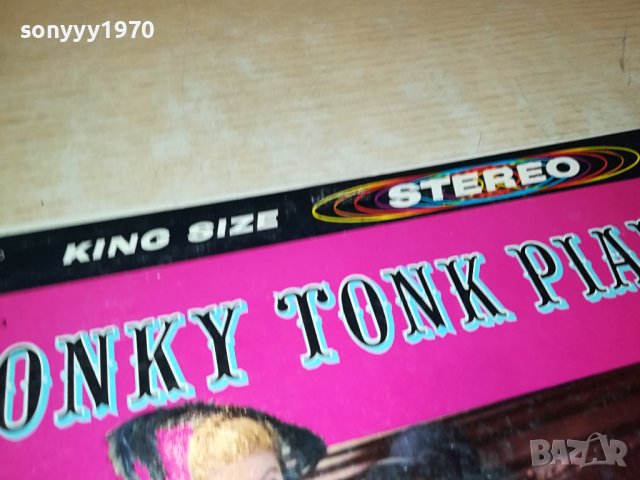 sonyyy1970
KING SIZE STEREO
ONKY TONK PIA
BAZAR